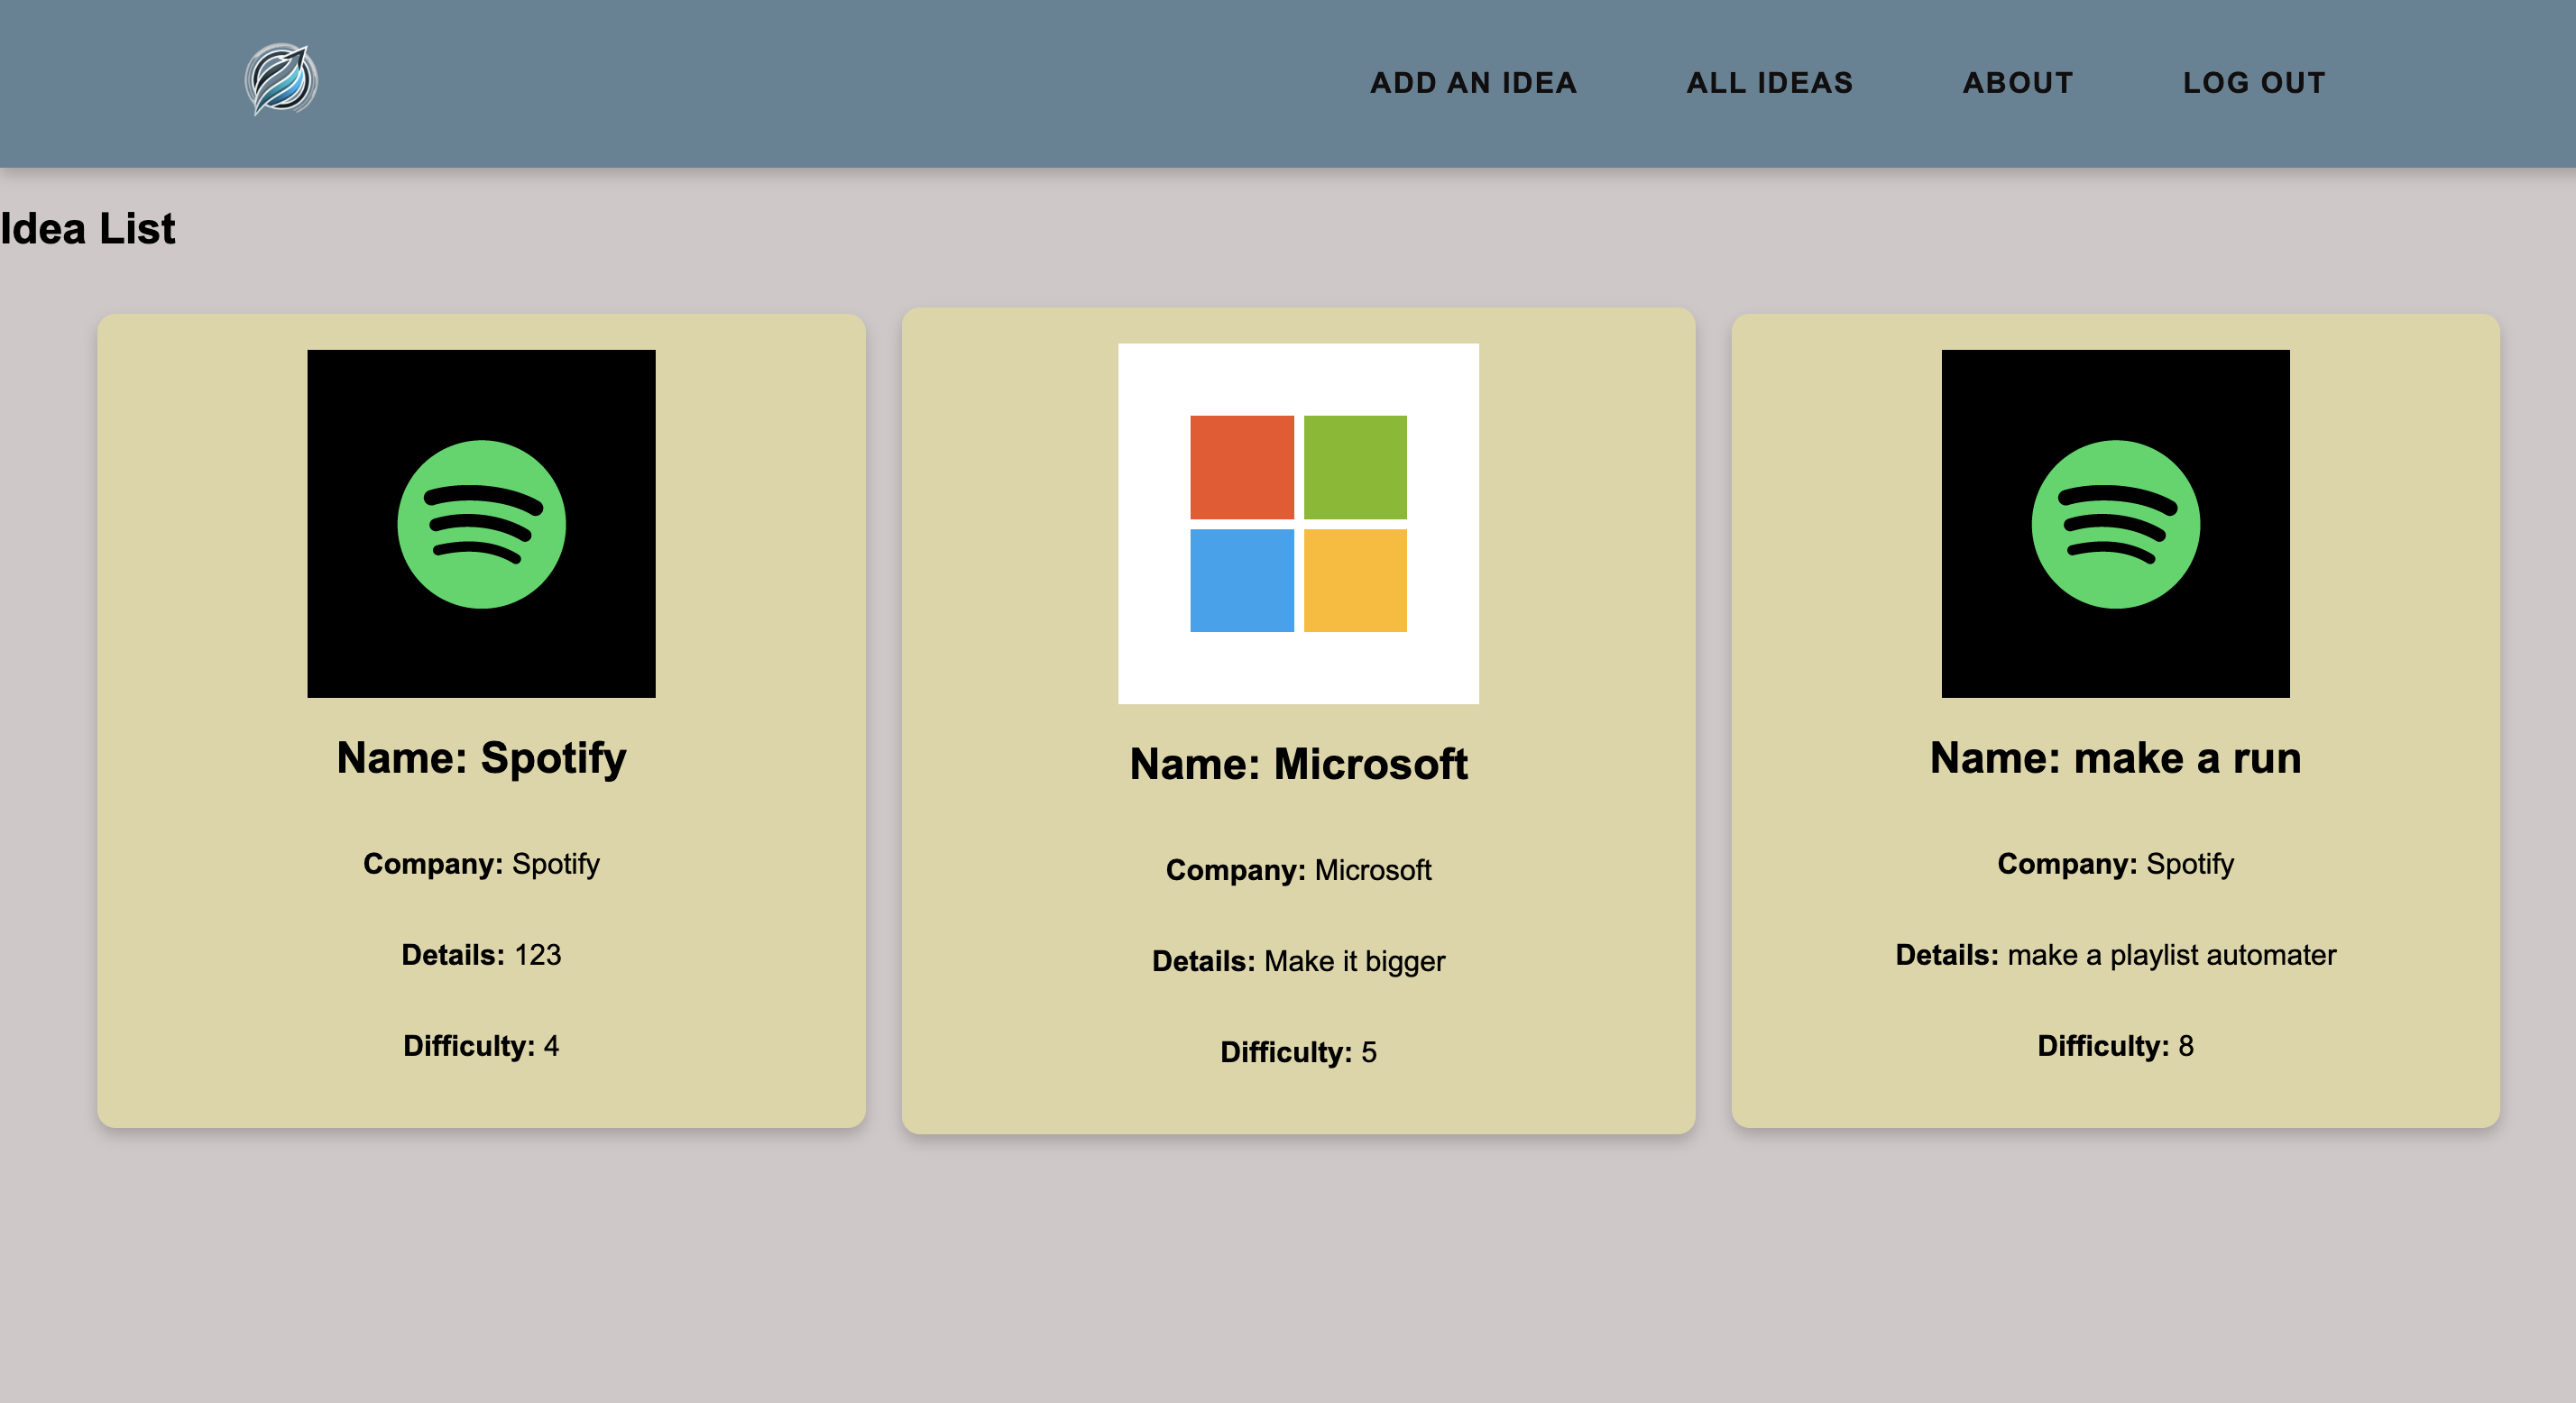 ADD AN IDEA
ALL IDEAS
ABOUT
LOG OUT
Idea List
Name: Spotify
Company: Spotify
Details: 123
Difficulty: 4
Name: Microsoft
Company: Microsoft
Details: Make it bigger
Difficulty: 5
Name: make a run
Company: Spotify
Details: make a playlist automater
Difficulty: 8